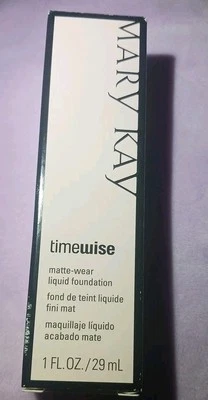 MARY KAY
timewise
matte-wear
liquid foundation
fond de teint liquide
fini mat
maquillaje líquido
acabado mate
1 FL.OZ./29 mL